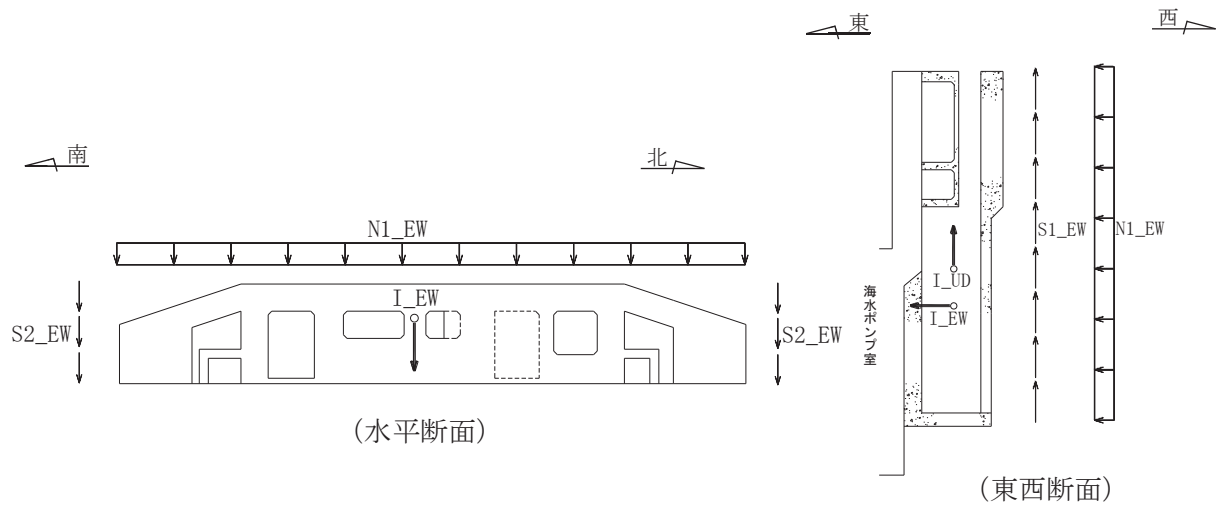 東
西
南
北
N1_EW
I_EW
S2_EW
S2_EW
(水平断面)
S1_EW
N1_EW
I_UD
I_EW
海水ポンプ室
(東西断面)